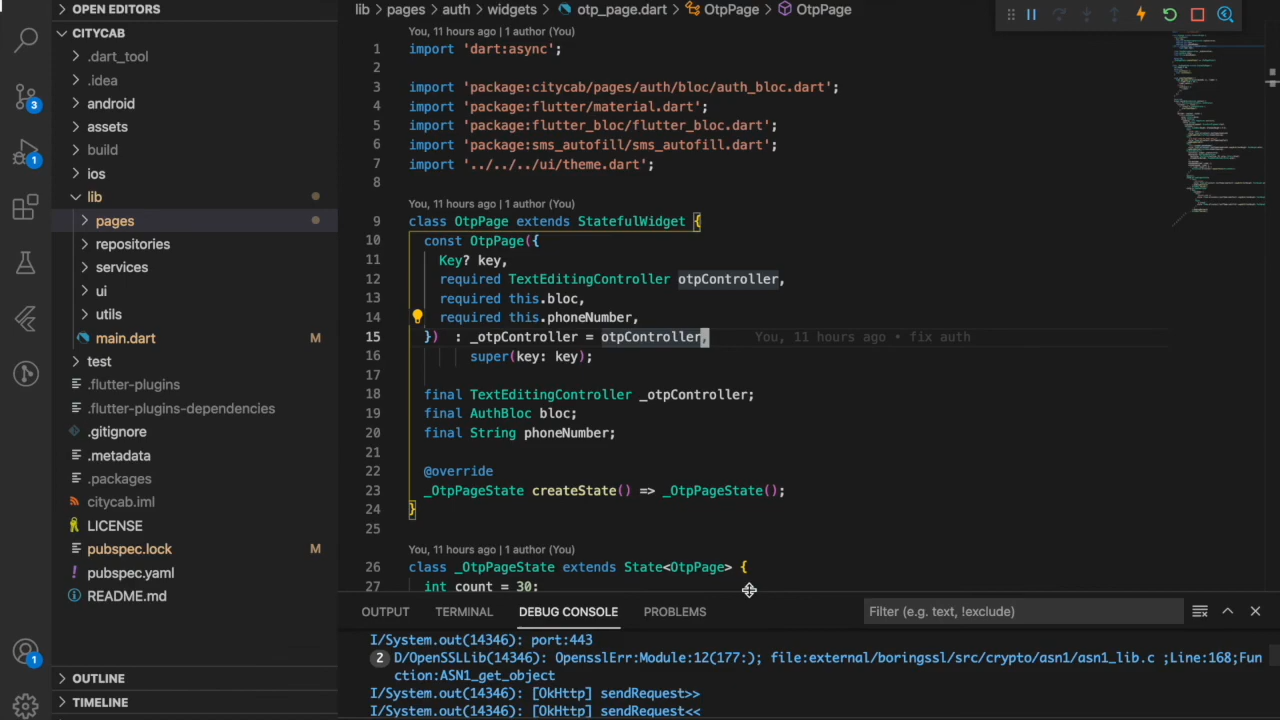 OPEN EDITORS
CITYCAB
.dart_tool
.idea
android
assets
build
ios
lib
pages
repositories
services
ui
utils
main.dart M
test
.flutter-plugins
.flutter-plugins-dependencies
.gitignore
.metadata
.packages
citycab.iml
LICENSE
pubspec.lock M
pubspec.yaml
README.md
OUTLINE
TIMELINE
3
1
1
lib > pages > auth > widgets > otp_page.dart > OtpPage > OtpPage
You, 11 hours ago | 1 author (You)
1 import 'dart:async';
2
3 import 'package:citycab/pages/auth/bloc/auth_bloc.dart';
4 import 'package:flutter/material.dart';
5 import 'package:flutter_bloc/flutter_bloc.dart';
6 import 'package:sms_autofill/sms_autofill.dart';
7 import '../../../ui/theme.dart';
8
You, 11 hours ago | 1 author (You)
9 class OtpPage extends StatefulWidget {
10 const OtpPage({
11 Key? key,
12 required TextEditingController otpController,
13 required this.bloc,
14 required this.phoneNumber,
15 }) : _otpController = otpController, You, 11 hours ago • fix auth
16 super(key: key);
17
18 final TextEditingController _otpController;
19 final AuthBloc bloc;
20 final String phoneNumber;
21
22 @override
23 _OtpPageState createState() => _OtpPageState();
24 }
25
You, 11 hours ago | 1 author (You)
26 class _OtpPageState extends State<OtpPage> {
27 int count = 30;
OUTPUT TERMINAL DEBUG CONSOLE PROBLEMS Filter (e.g. text, !exclude)
I/System.out(14346): port:443
2 D/OpenSSLLib(14346): OpensslErr:Module:12(177:); file:external/boringssl/src/crypto/asn1/asn1_lib.c ;Line:168;Fun
ction:ASN1_get_object
I/System.out(14346): [OkHttp] sendRequest>>
I/System.out(14346): [OkHttp] sendRequest<<